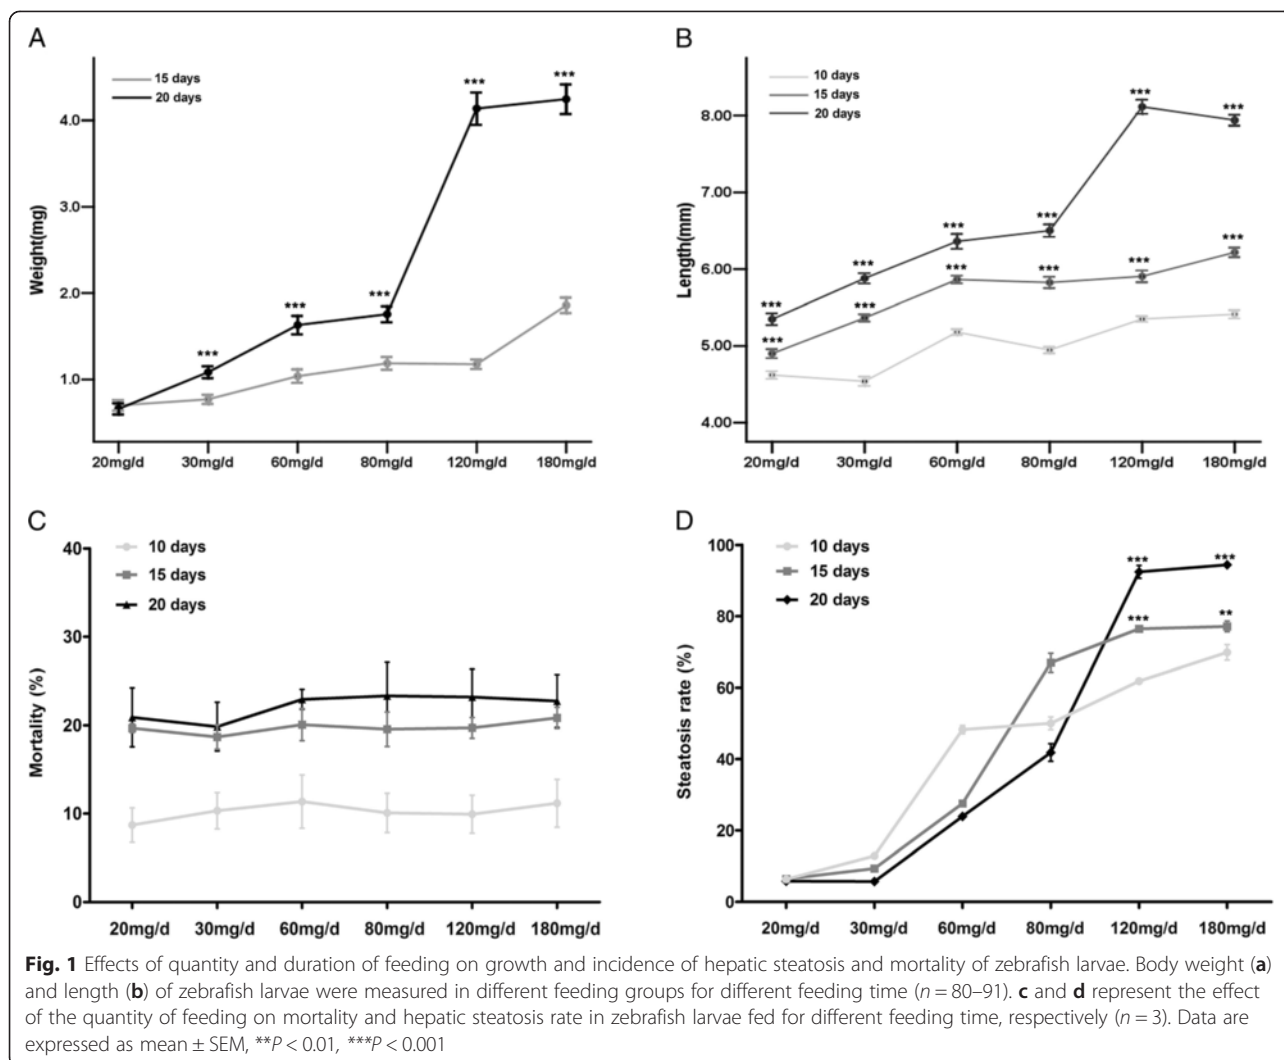 A
15 days
20 days
***
***
***
***
***
Weight(mg)
4.0
3.0
2.0
1.0
20mg/d 30mg/d 60mg/d 80mg/d 120mg/d 180mg/d
B
10 days
15 days
20 days
***
***
***
***
***
***
***
***
***
***
***
***
Length(mm)
8.00
7.00
6.00
5.00
4.00
20mg/d 30mg/d 60mg/d 80mg/d 120mg/d 180mg/d
C
10 days
15 days
20 days
Mortality (%)
40
30
20
10
0
20mg/d 30mg/d 60mg/d 80mg/d 120mg/d 180mg/d
D
10 days
15 days
20 days
***
***
***
**
Steatosis rate (%)
100
80
60
40
20
0
20mg/d 30mg/d 60mg/d 80mg/d 120mg/d 180mg/d
Fig. 1 Effects of quantity and duration of feeding on growth and incidence of hepatic steatosis and mortality of zebrafish larvae. Body weight (a)
and length (b) of zebrafish larvae were measured in different feeding groups for different feeding time (n = 80–91). c and d represent the effect
of the quantity of feeding on mortality and hepatic steatosis rate in zebrafish larvae fed for different feeding time, respectively (n = 3). Data are
expressed as mean ± SEM, **P < 0.01, ***P < 0.001